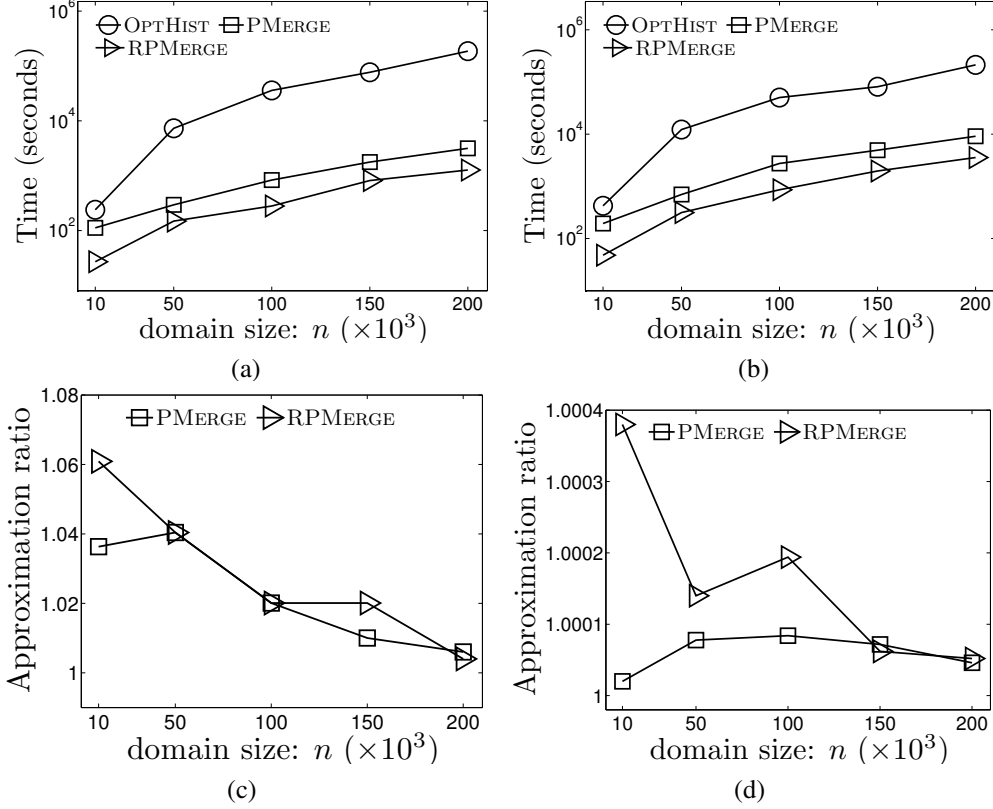 OPTHIST PMERGE
RPMERGE
Time (seconds)
10^6
10^4
10^2
10 50 100 150 200
domain size: n (×10^3)
(a)
OPTHIST PMERGE
RPMERGE
Time (seconds)
10^6
10^4
10^2
10 50 100 150 200
domain size: n (×10^3)
(b)
PMERGE RPMERGE
Approximation ratio
1.08
1.06
1.04
1.02
1
10 50 100 150 200
domain size: n (×10^3)
(c)
PMERGE RPMERGE
Approximation ratio
1.0004
1.0003
1.0002
1.0001
1
10 50 100 150 200
domain size: n (×10^3)
(d)